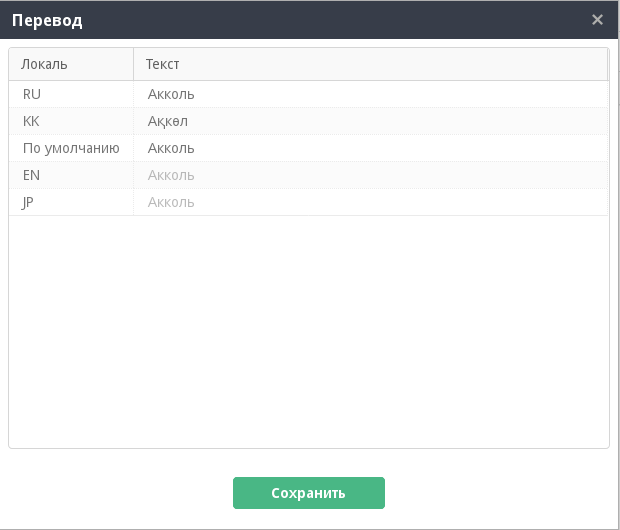 Перевод ×
Локаль Текст
RU Акколь
KK Ақкөл
По умолчанию Акколь
EN Акколь
JP Акколь
Сохранить